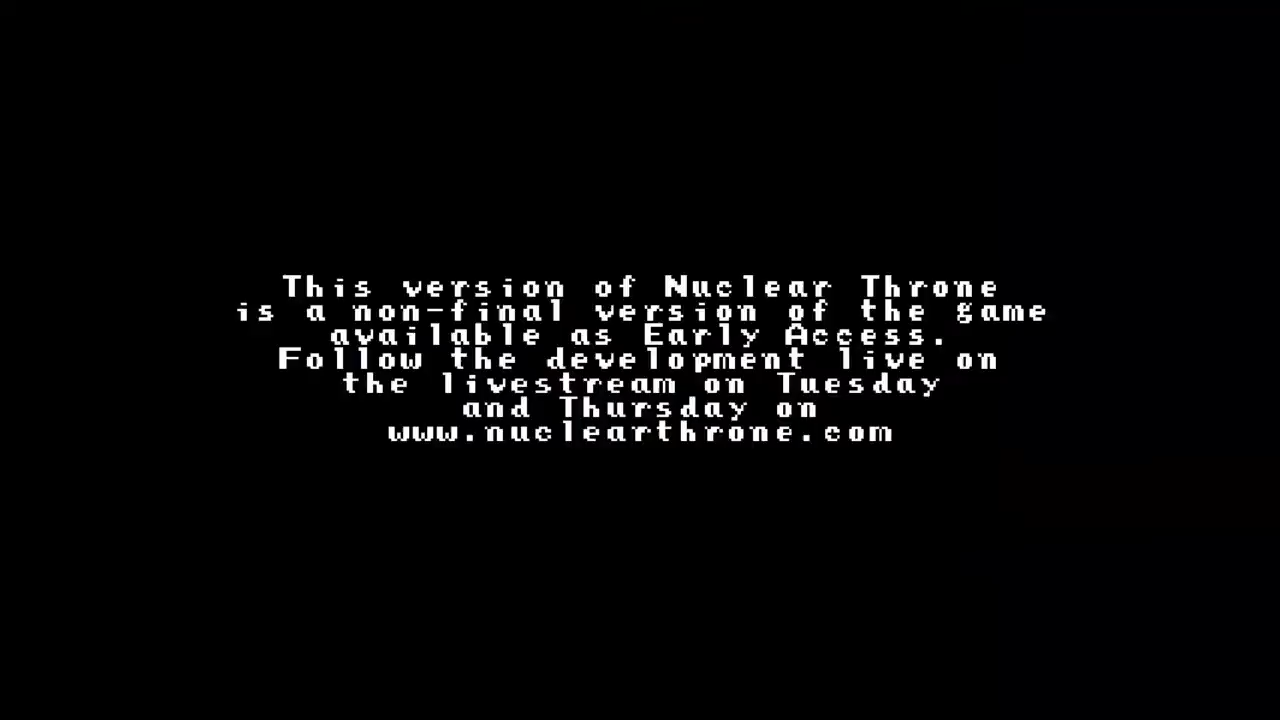 This version of Nuclear Throne
is a non-final version of the game
available as Early Access.
Follow the development live on
the livestream on Tuesday
and Thursday on
www.nuclearthrone.com